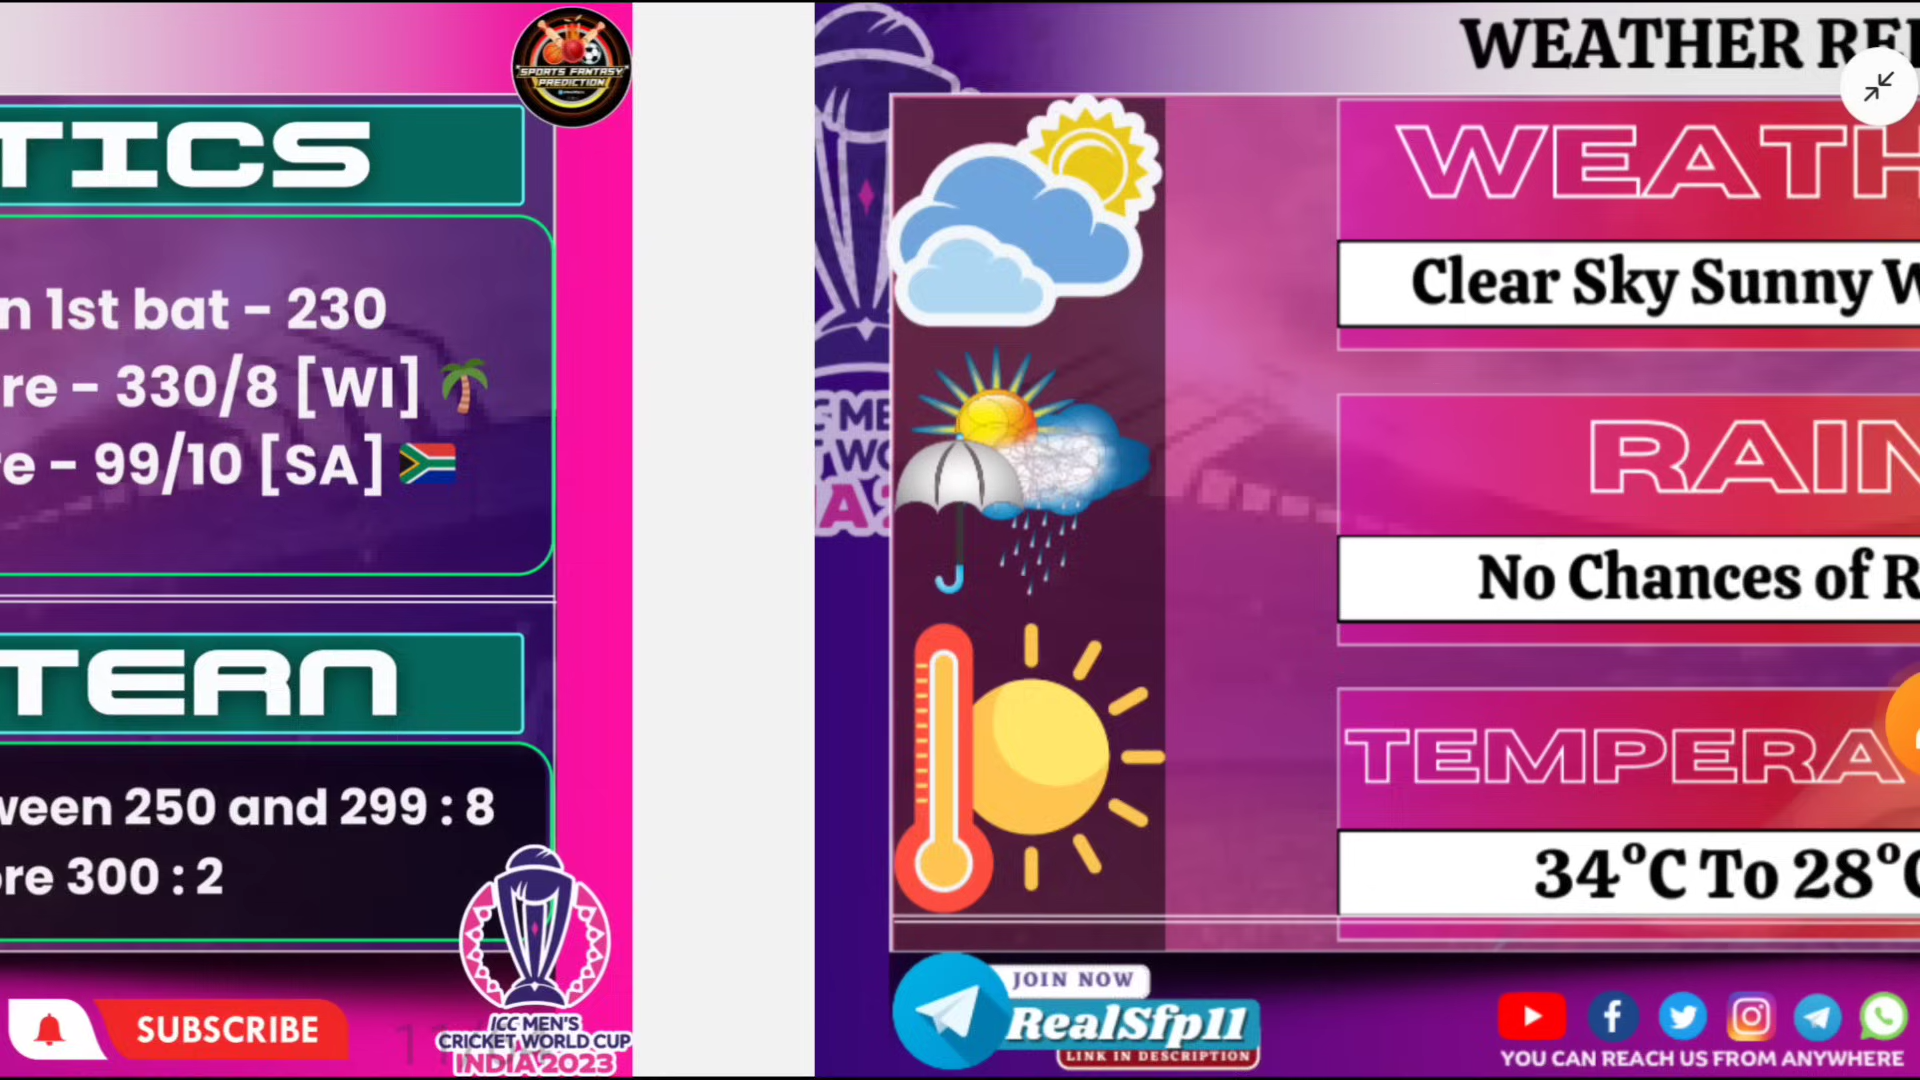 SPORTS FANTASY
PREDICTION
TICS
n 1st bat - 230
re - 330/8 [WI]
re - 99/10 [SA]
TERN
ween 250 and 299 : 8
ore 300 : 2
SUBSCRIBE
ICC MEN'S
CRICKET WORLD CUP
INDIA 2023
WEATHER RE
WEATH
Clear Sky Sunny W
RAIN
No Chances of R
TEMPERA
34°C To 28°C
JOIN NOW
RealSfp11
LINK IN DESCRIPTION
YOU CAN REACH US FROM ANYWHERE